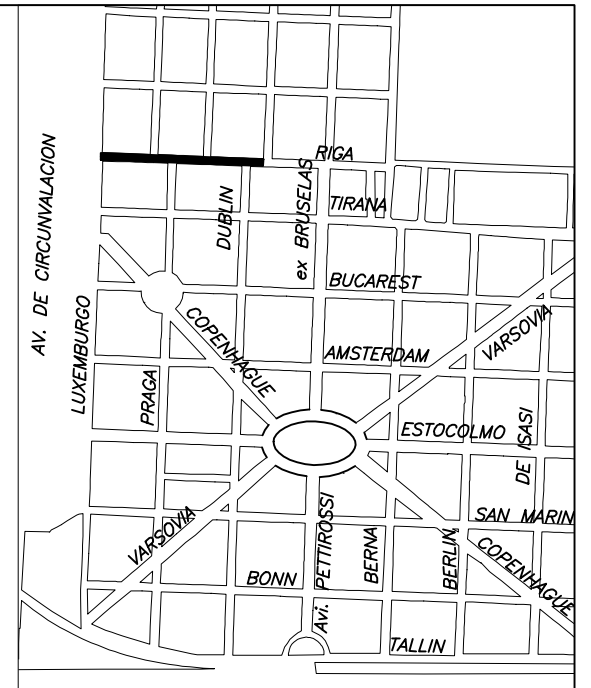 AV. DE CIRCUNVALACION
RIGA
TIRANA
DUBLIN
ex BRUSELAS
BUCAREST
LUXEMBURGO
COPENHAGUE
VARSOVIA
AMSTERDAM
PRAGA
ESTOCOLMO
DE ISASI
SAN MARIN
VARSOVIA
Avi. PETTIROSSI
BERNA
BERLIN
COPENHAGUE
BONN
TALLIN